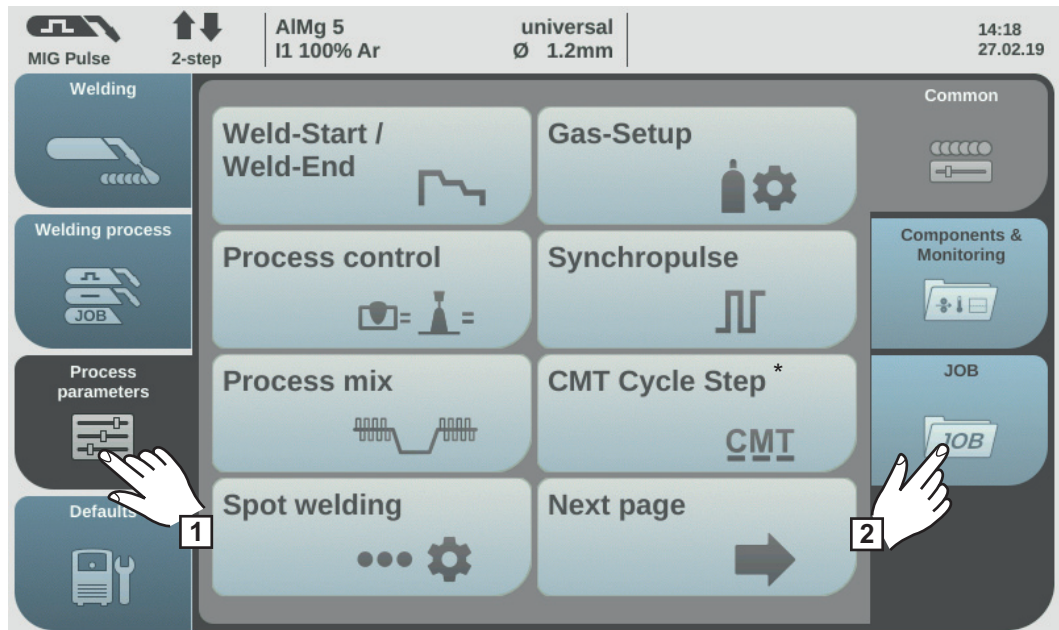 MIG Pulse
2-step
AlMg 5
I1 100% Ar
universal
Ø 1.2mm
14:18
27.02.19
Welding
Welding process
JOB
Process
parameters
Defaults
1
Weld-Start /
Weld-End
Gas-Setup
Process control
=
=
Synchropulse
Process mix
CMT Cycle Step *
CMT
Spot welding
Next page
Common
Components &
Monitoring
JOB
JOB
2